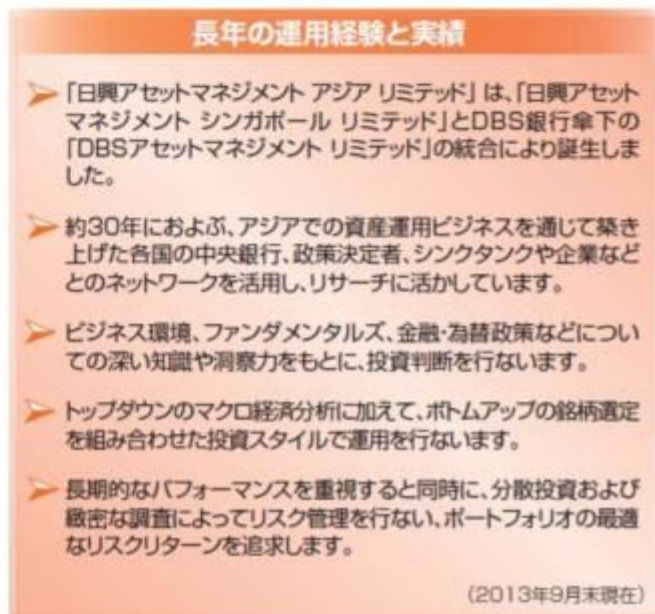 長年の運用経験と実績
「日興アセットマネジメント アジア リミテッド」は、「日興アセット
マネジメント シンガポール リミテッド」とDBS銀行傘下の
「DBSアセットマネジメント リミテッド」の統合により誕生しま
した。
約30年におよぶ、アジアでの資産運用ビジネスを通じて築き
上げた各国の中央銀行、政策決定者、シンクタンクや企業など
とのネットワークを活用し、リサーチに活かしています。
ビジネス環境、ファンダメンタルズ、金融・為替政策などについ
ての深い知識や洞察力をもとに、投資判断を行ないます。
トップダウンのマクロ経済分析に加えて、ボトムアップの銘柄選定
を組み合わせた投資スタイルで運用を行ないます。
長期的なパフォーマンスを重視すると同時に、分散投資および
緻密な調査によってリスク管理を行ない、ポートフォリオの最適
なリスクリターンを追求します。
(2013年9月末現在)